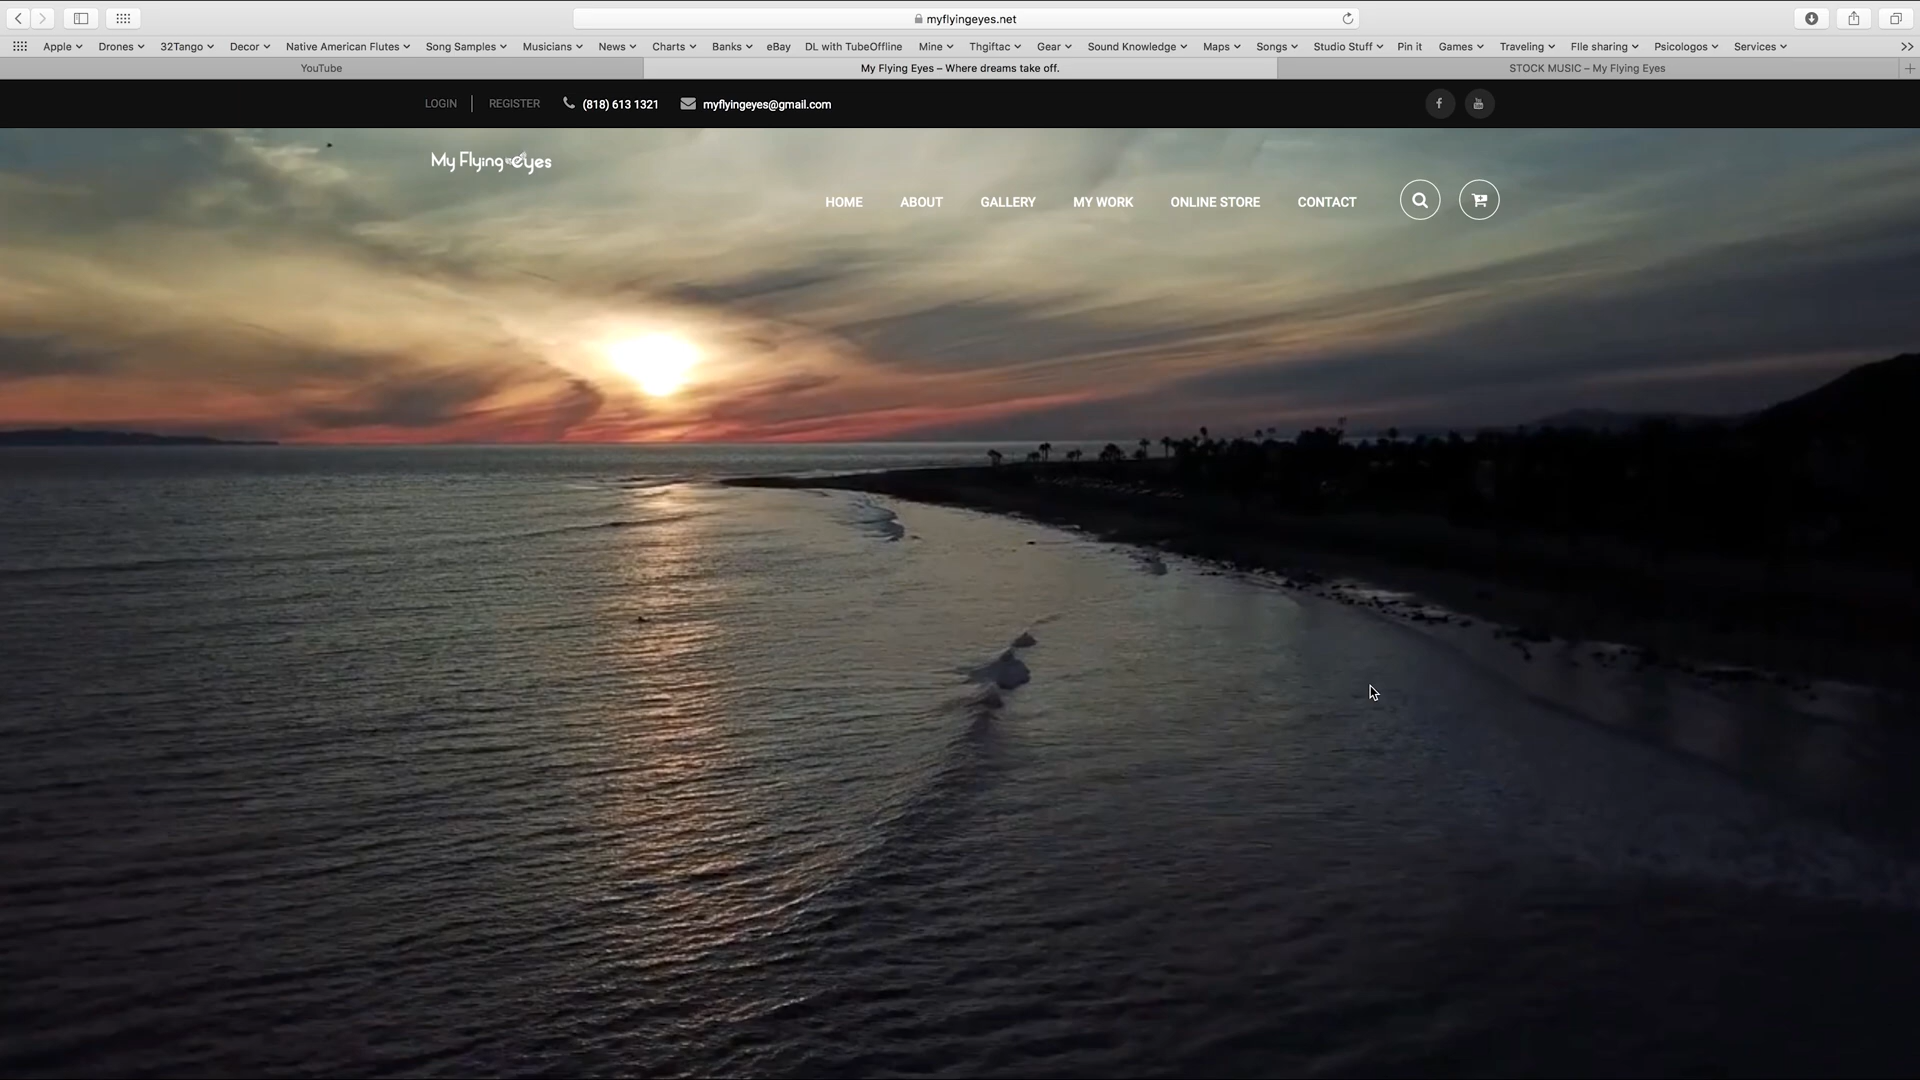 myflyingeyes.net
Apple Drones 32Tango Decor Native American Flutes Song Samples Musicians News Charts Banks eBay DL with TubeOffline Mine Thgiftac Gear Sound Knowledge Maps Songs Studio Stuff Pin it Games Traveling FIle sharing Psicologos Services
YouTube
My Flying Eyes – Where dreams take off.
STOCK MUSIC – My Flying Eyes
LOGIN REGISTER (818) 613 1321 myflyingeyes@gmail.com
My Flying eyes
HOME ABOUT GALLERY MY WORK ONLINE STORE CONTACT